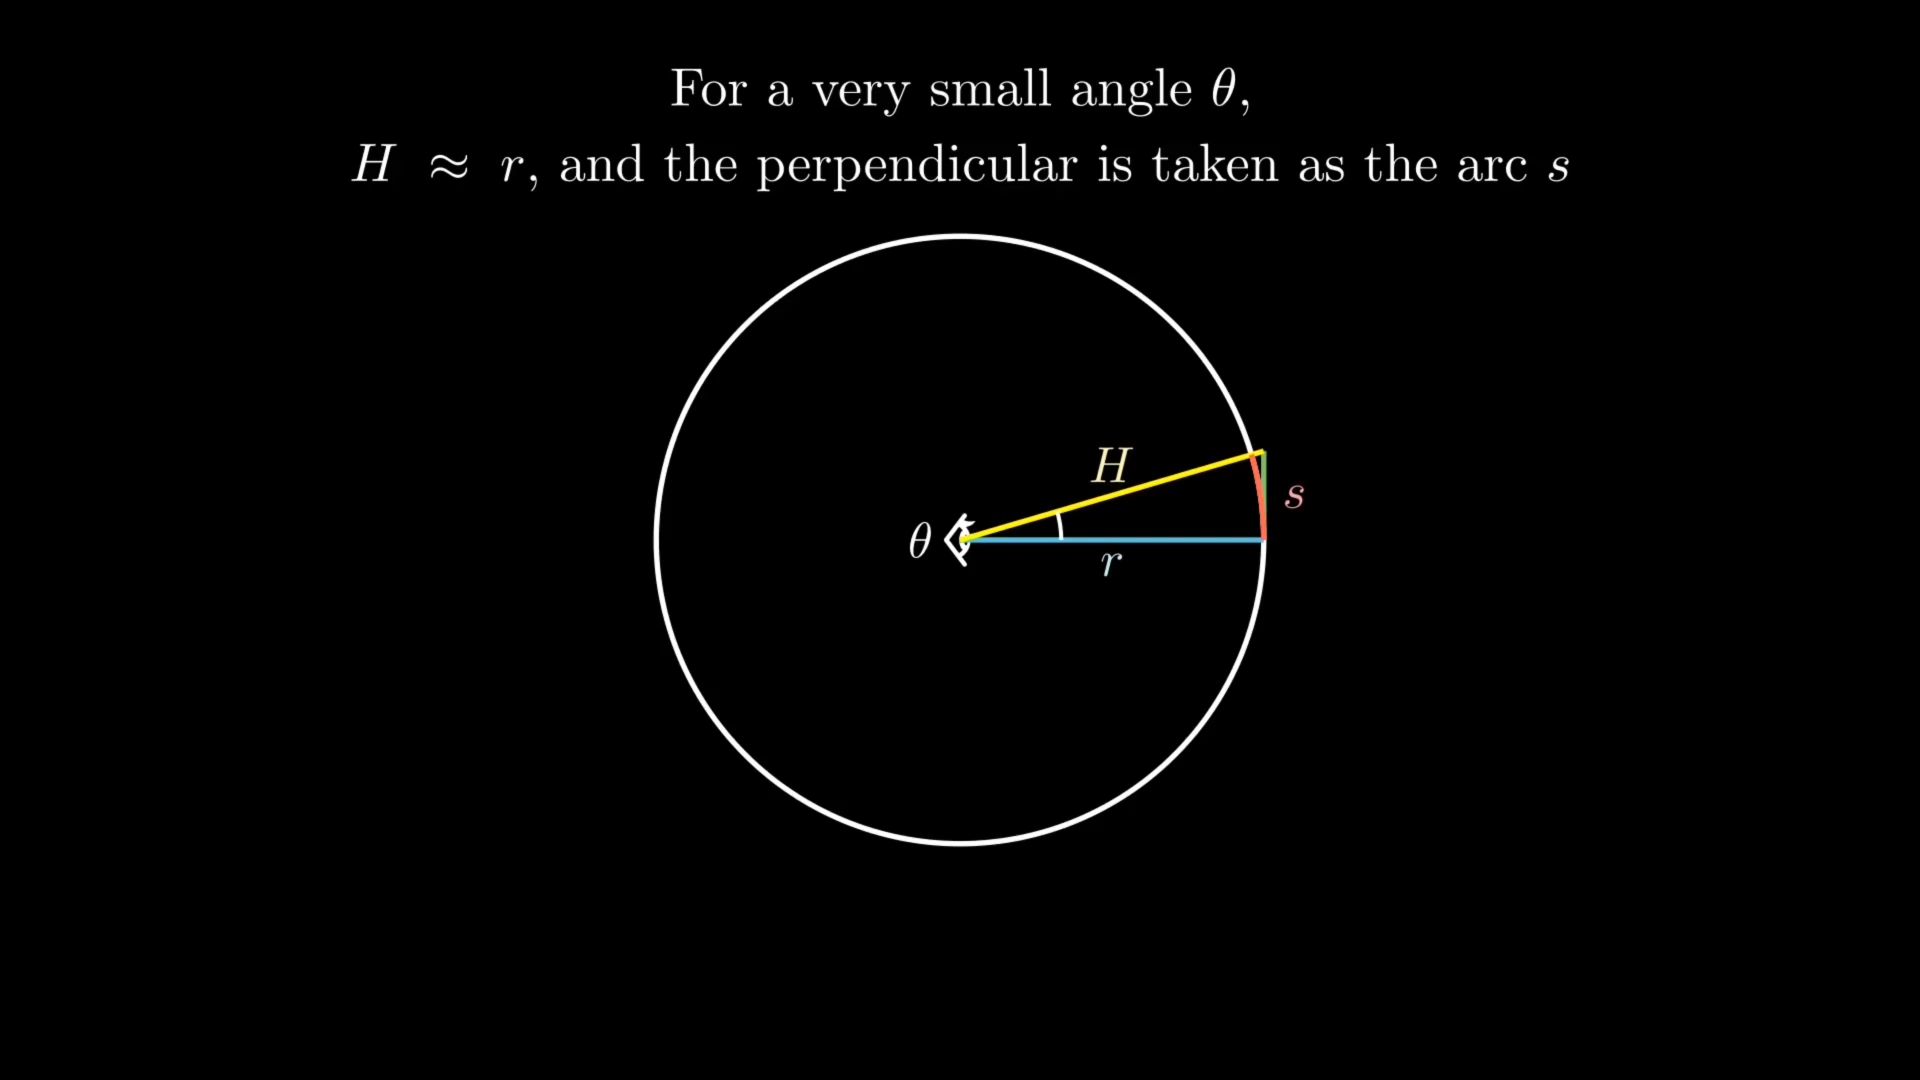 For a very small angle θ,
H ≈ r, and the perpendicular is taken as the arc s
H
s
θ
r